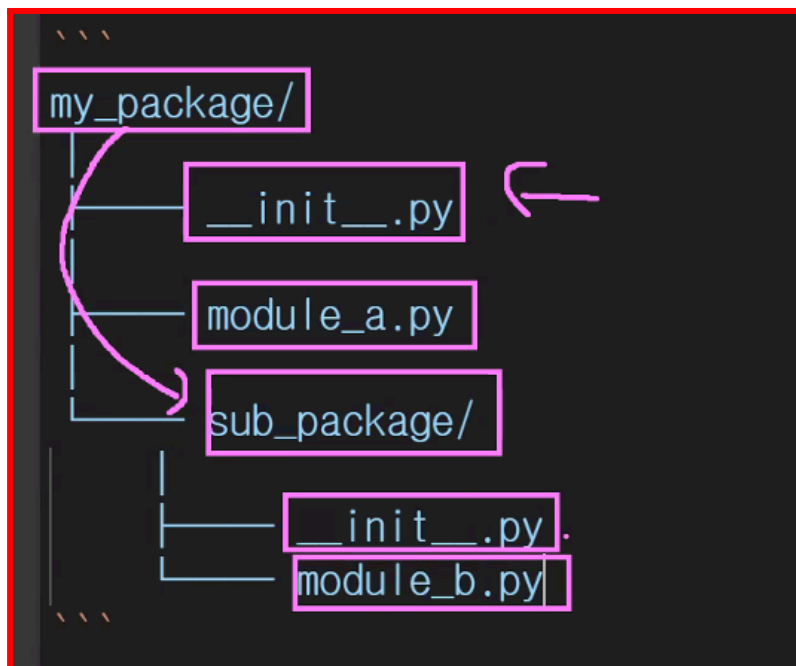 ```
my_package/
│
├── __init__.py
│
├── module_a.py
│
└── sub_package/
│
├── __init__.py
└── module_b.py
```